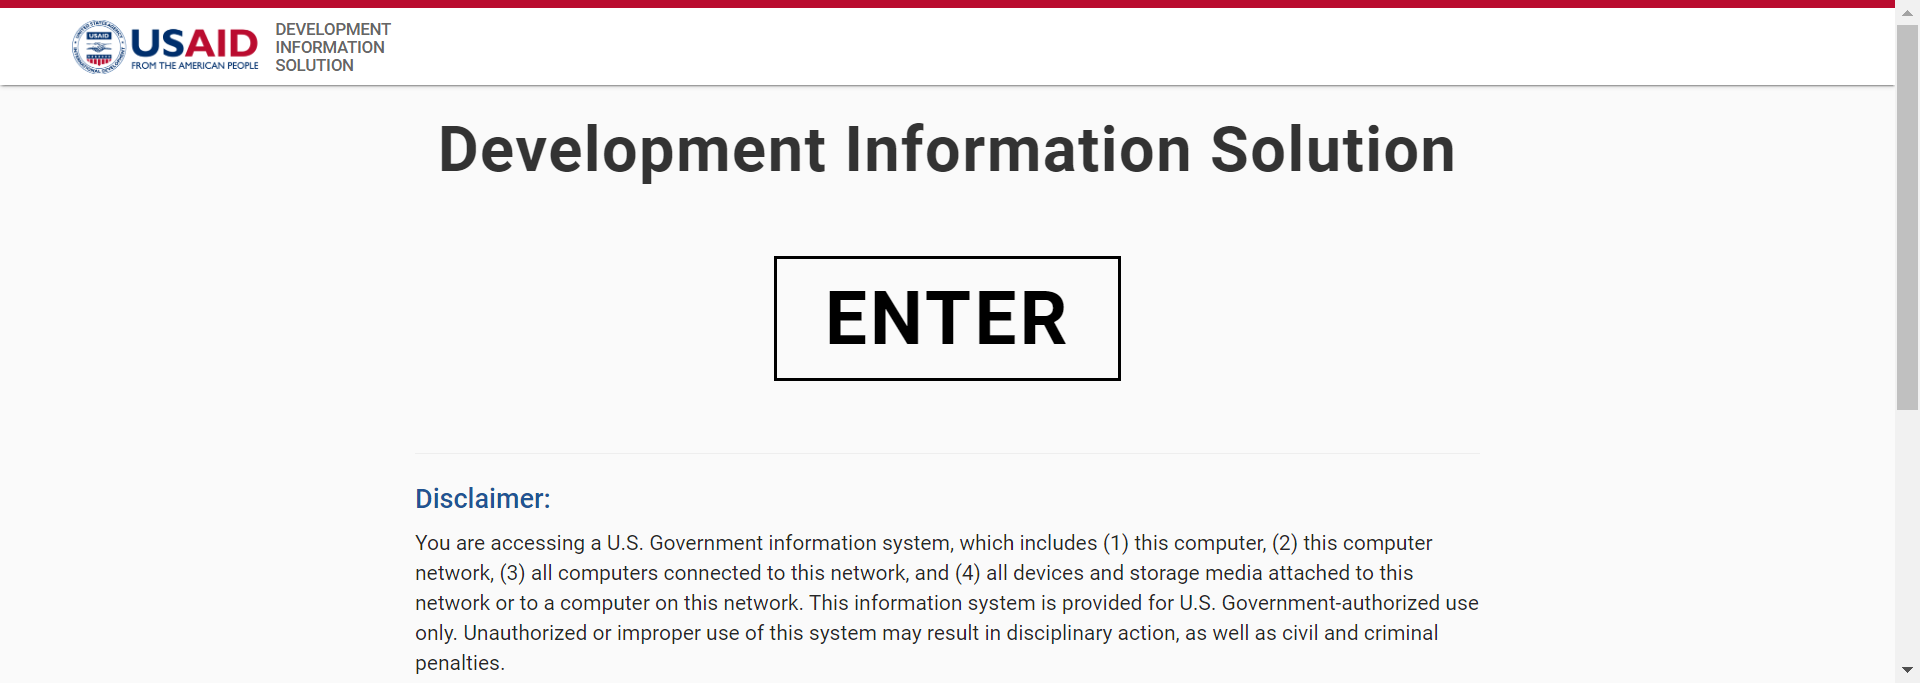 USAID
USAID
FROM THE AMERICAN PEOPLE
DEVELOPMENT
INFORMATION
SOLUTION
Development Information Solution
ENTER
Disclaimer:
You are accessing a U.S. Government information system, which includes (1) this computer, (2) this computer
network, (3) all computers connected to this network, and (4) all devices and storage media attached to this
network or to a computer on this network. This information system is provided for U.S. Government-authorized use
only. Unauthorized or improper use of this system may result in disciplinary action, as well as civil and criminal
penalties.